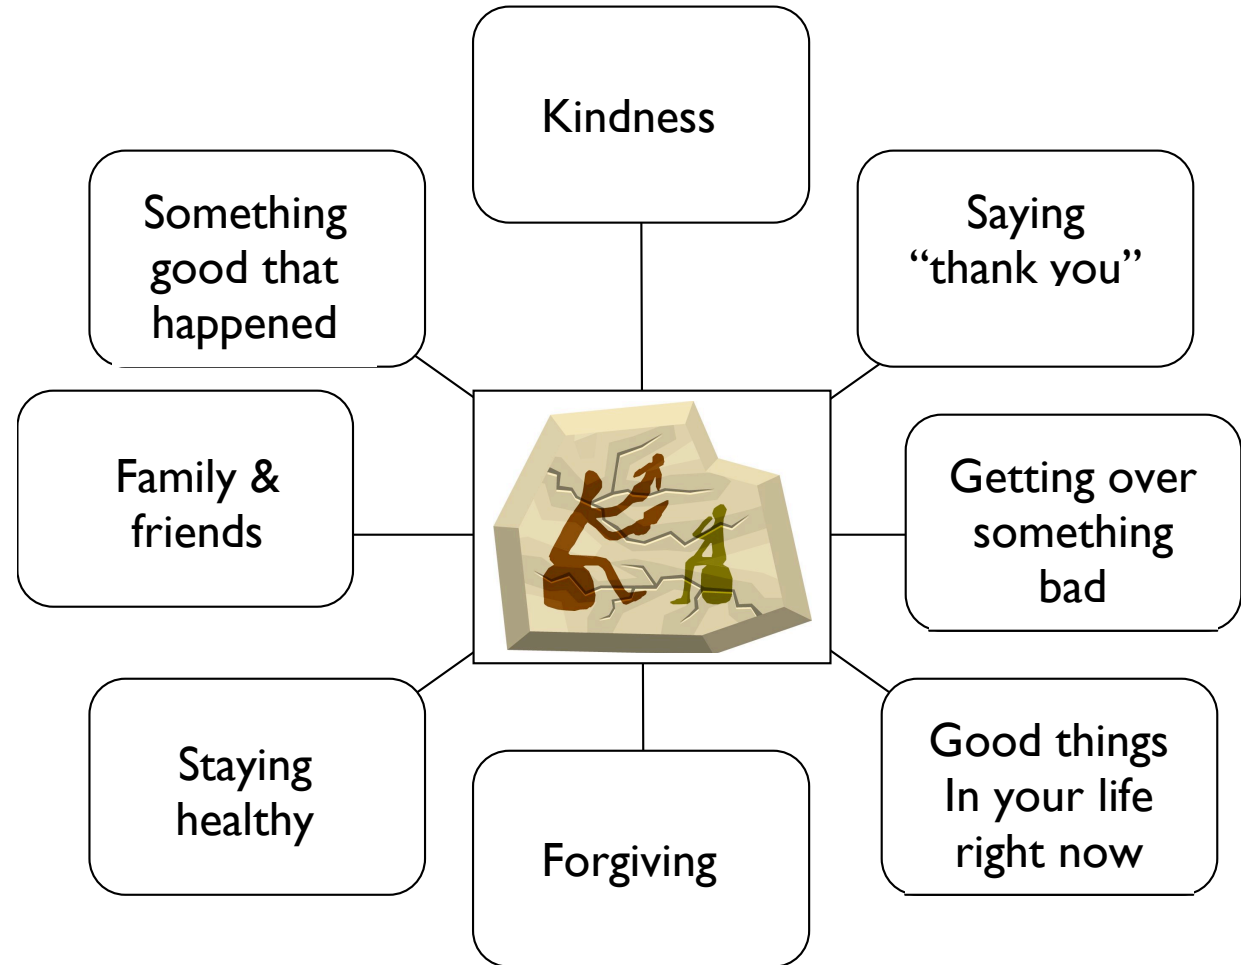 Kindness
Something
good that
happened
Saying
“thank you”
Family &
friends
Getting over
something
bad
Staying
healthy
Forgiving
Good things
In your life
right now